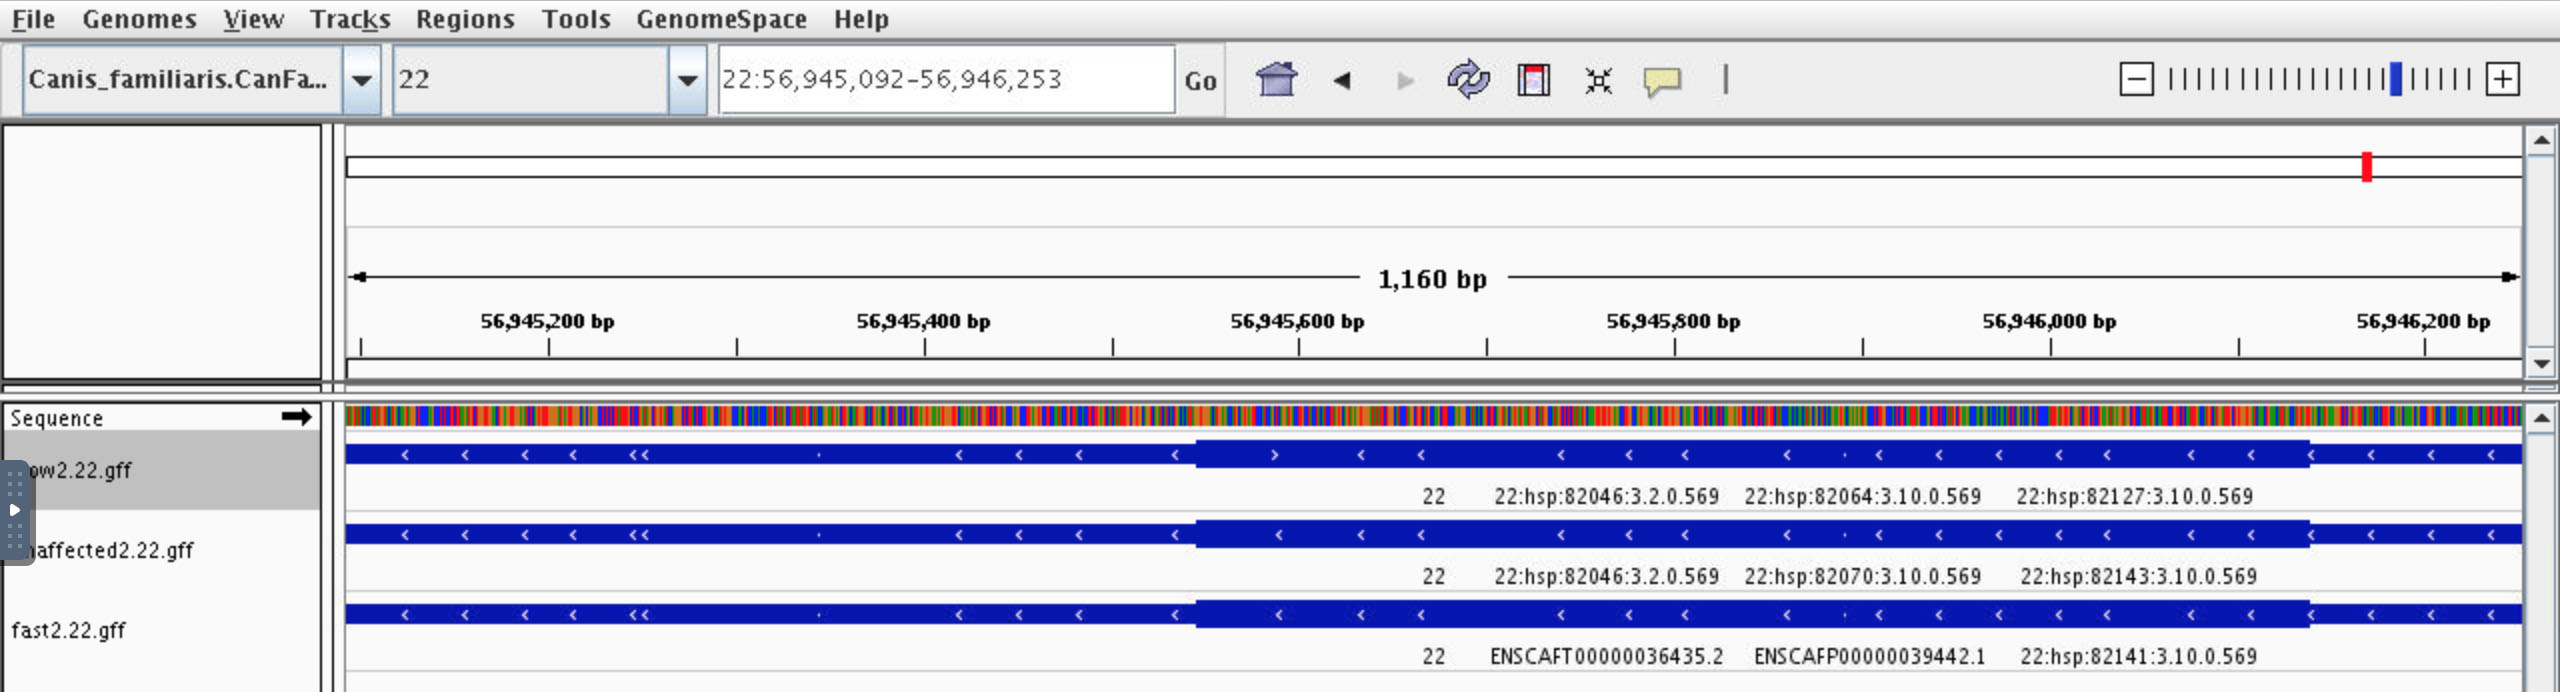 File Genomes View Tracks Regions Tools GenomeSpace Help
Canis_familiaris.CanFa... 22 22:56,945,092-56,946,253 Go
1,160 bp
56,945,200 bp 56,945,400 bp 56,945,600 bp 56,945,800 bp 56,946,000 bp 56,946,200 bp
Sequence
ow2.22.gff
22 22:hsp:82046:3.2.0.569 22:hsp:82064:3.10.0.569 22:hsp:82127:3.10.0.569
naffected2.22.gff
22 22:hsp:82046:3.2.0.569 22:hsp:82070:3.10.0.569 22:hsp:82143:3.10.0.569
fast2.22.gff
22 ENSCAFT00000036435.2 ENSCAFP00000039442.1 22:hsp:82141:3.10.0.569